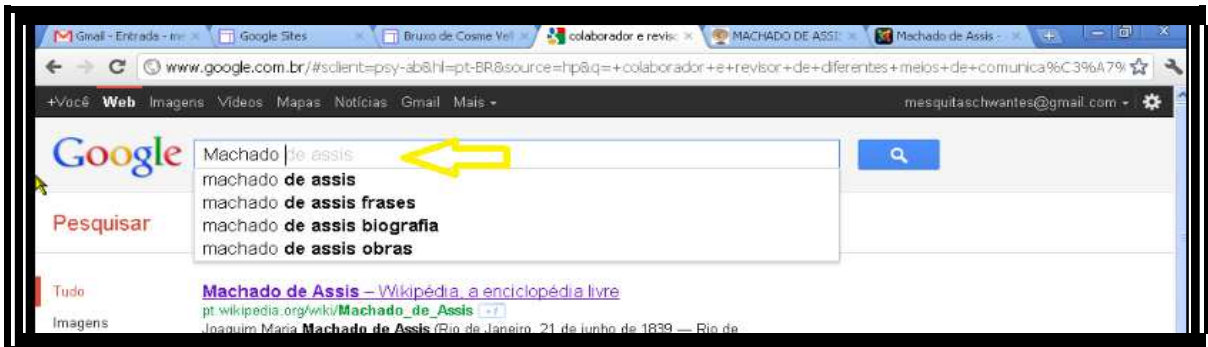 Gmail - Entrada - me
Google Sites
Bruxo de Cosme Vel
colaborador e revisc
MACHADO DE ASSI
Machado de Assis -
www.google.com.br/#sclient=psy-ab&hl=pt-BR&source=hp&q=+colaborador+e+revisor+de+diferentes+meios+de+comunica%C3%A7%
+Você Web Imagens Vídeos Mapas Notícias Gmail Mais
mesquitaschwantes@gmail.com
Google
Machado de assis
machado de assis
machado de assis frases
machado de assis biografia
machado de assis obras
Pesquisar
Tudo
Machado de Assis – Wikipédia, a enciclopédia livre
pt.wikipedia.org/wiki/Machado_de_Assis +1
Imagens
Joaquim Maria Machado de Assis (Rio de Janeiro, 21 de junho de 1839 — Rio de